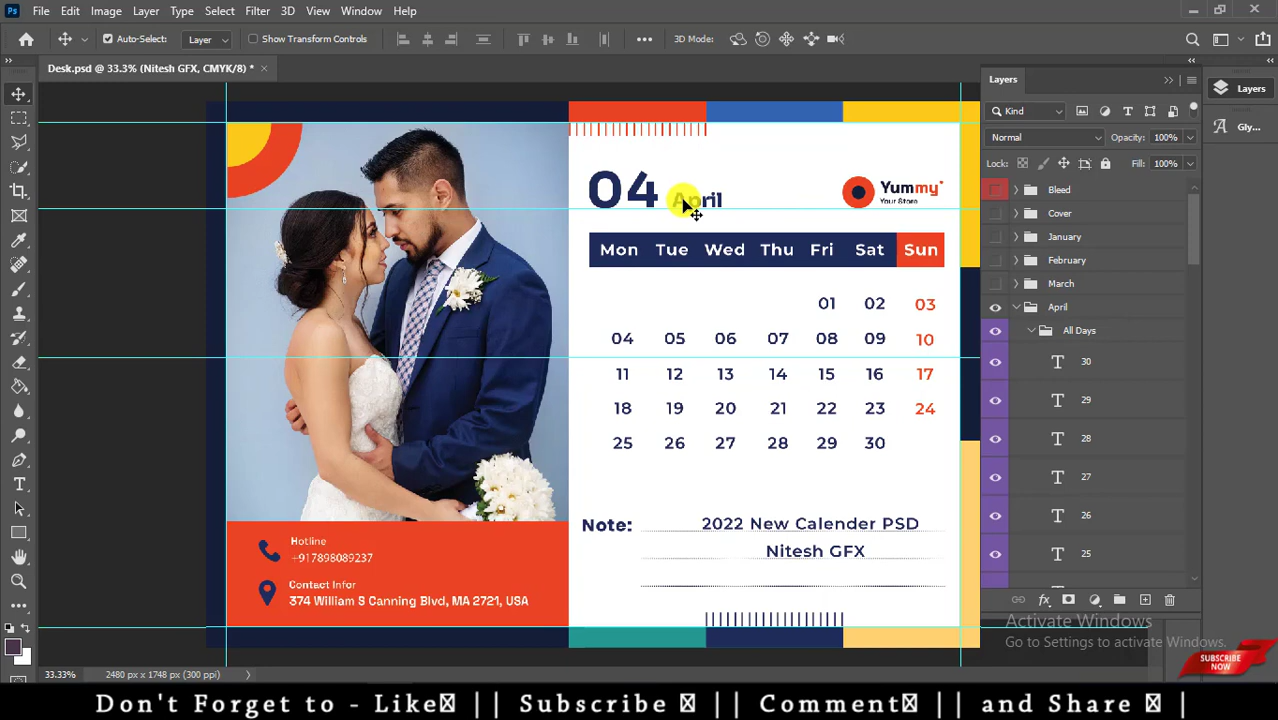 Ps File Edit Image Layer Type Select Filter 3D View Window Help
Auto-Select: Layer Show Transform Controls 3D Mode:
Desk.psd @ 33.3% (Nitesh GFX, CMYK/8) *
04 April
Yummy
Your Store
Mon Tue Wed Thu Fri Sat Sun
01 02 03
04 05 06 07 08 09 10
11 12 13 14 15 16 17
18 19 20 21 22 23 24
25 26 27 28 29 30
Note: 2022 New Calender PSD
Nitesh GFX
Hotline
+917898089237
Contact Infor
374 William S Canning Blvd, MA 2721, USA
Layers
Kind
Normal Opacity: 100%
Lock: Fill: 100%
Bleed
Cover
January
February
March
April
All Days
T 30
T 29
T 28
T 27
T 26
T 25
Layers
A Gly...
Activate Windows
Go to Settings to activate Windows.
SUBSCRIBE
NOW
33.33% 2480 px x 1748 px (300 ppi)
Don't Forget to - Like || Subscribe || Comment || and Share |